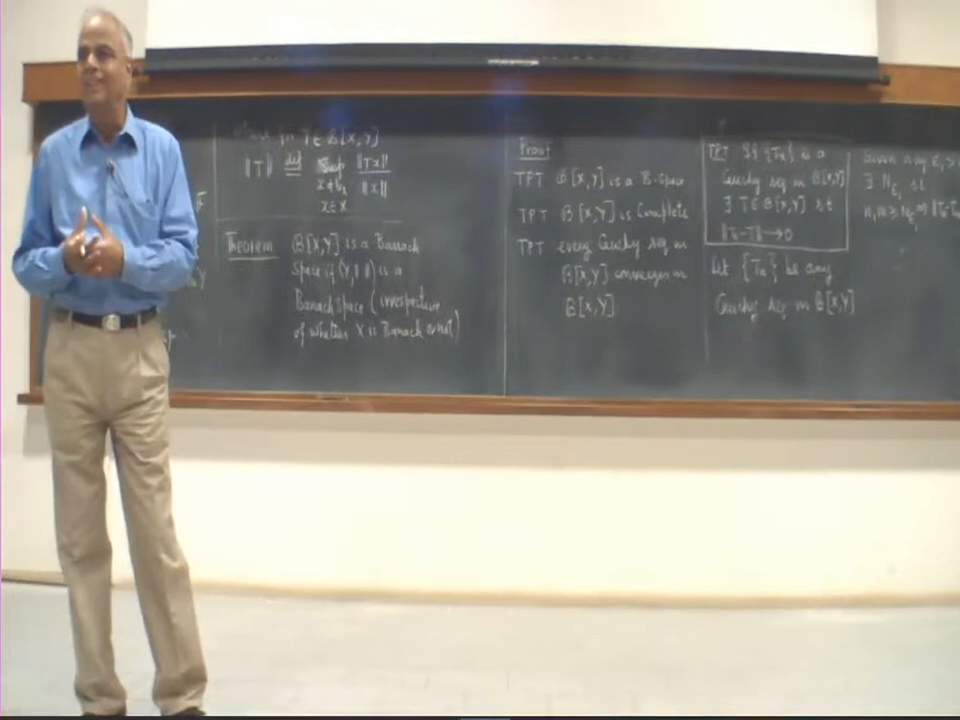 T ∈ B[X,Y]
‖T‖ def Sup ‖Tx‖
x≠0 ‖x‖
x∈X
Theorem B[X,Y] is a Banach
Space if (Y,‖ ‖) is a
Banach space (irrespective
of whether X is Banach or not)
Proof
TPT B[X,Y] is a B-space
TPT B[X,Y] is Complete
TPT every Cauchy seq in
B[X,Y] converges in
B[X,Y]
TPT If {Tn} is a
Cauchy seq in B[X,Y]
∃ T ∈ B[X,Y] s.t
‖Tn-T‖→0
Let {Tn} be any
Cauchy seq in B[X,Y]
Given any ε,>
∃ Nε, s.t
n,m ≥ Nε, ⇒ ‖Tn-Tm